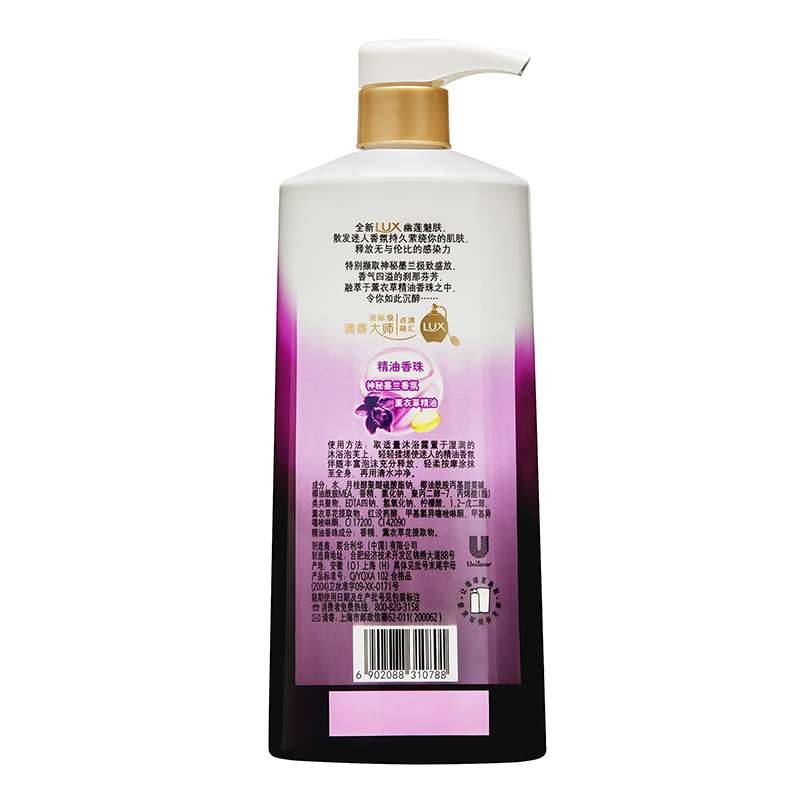 全新LUX 幽莲魅肤，
散发迷人香氛持久萦绕你的肌肤，
释放无与伦比的感染力
特别撷取神秘墨兰极致盛放、
香气四溢的刹那芬芳，
融萃于薰衣草精油香珠之中，
令你如此沉醉……
国际级
调香大师
点滴
融汇
LUX
精油香珠
神秘墨兰香氛
薰衣草精油
使用方法：取适量沐浴露置于湿润的
沐浴泡芙上，轻轻揉搓使迷人的精油香氛
伴随丰富泡沫充分释放，轻柔按摩涂抹
至全身，再用清水冲净。
成分：水，月桂醇聚醚硫酸酯钠，椰油酰胺丙基甜菜碱，
椰油酰胺MEA，香精，氯化钠，聚丙二醇-7，丙烯酸(酯)
类共聚物，EDTA四钠，氢氧化钠，柠檬酸，1,2-戊二醇，
薰衣草花提取物，红没药醇，甲基氯异噻唑啉酮，甲基异
噻唑啉酮，CI 17200，CI 42090
精油香珠成分：香精，薰衣草花提取物。
制造商：联合利华（中国）有限公司
制造商地址：合肥经济技术开发区锦绣大道88号
产地：安徽（O）上海（H）具体见批号末尾字母
产品标准号：Q/YQXA 102 合格品
(2004)卫妆准字09-XK-0171号
限期使用日期及生产批号见包装标注
消费者免费热线：800-820-3158
请寄：上海市邮政信箱62-011（200062）
Unilever
6 902088 310788